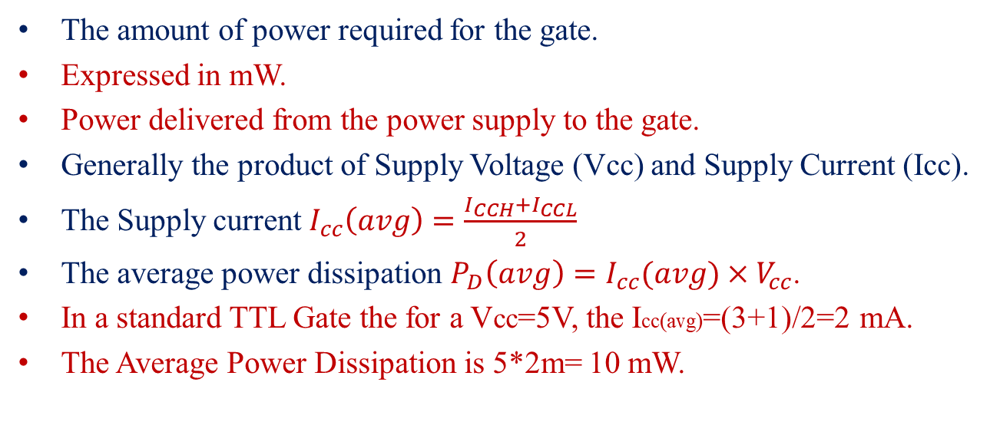 • The amount of power required for the gate.
• Expressed in mW.
• Power delivered from the power supply to the gate.
• Generally the product of Supply Voltage (Vcc) and Supply Current (Icc).
• The Supply current $I_{cc}(avg) = \frac{I_{CCH}+I_{CCL}}{2}$
• The average power dissipation $P_D(avg) = I_{cc}(avg) \times V_{cc}$.
• In a standard TTL Gate the for a Vcc=5V, the Icc(avg)=(3+1)/2=2 mA.
• The Average Power Dissipation is 5*2m= 10 mW.